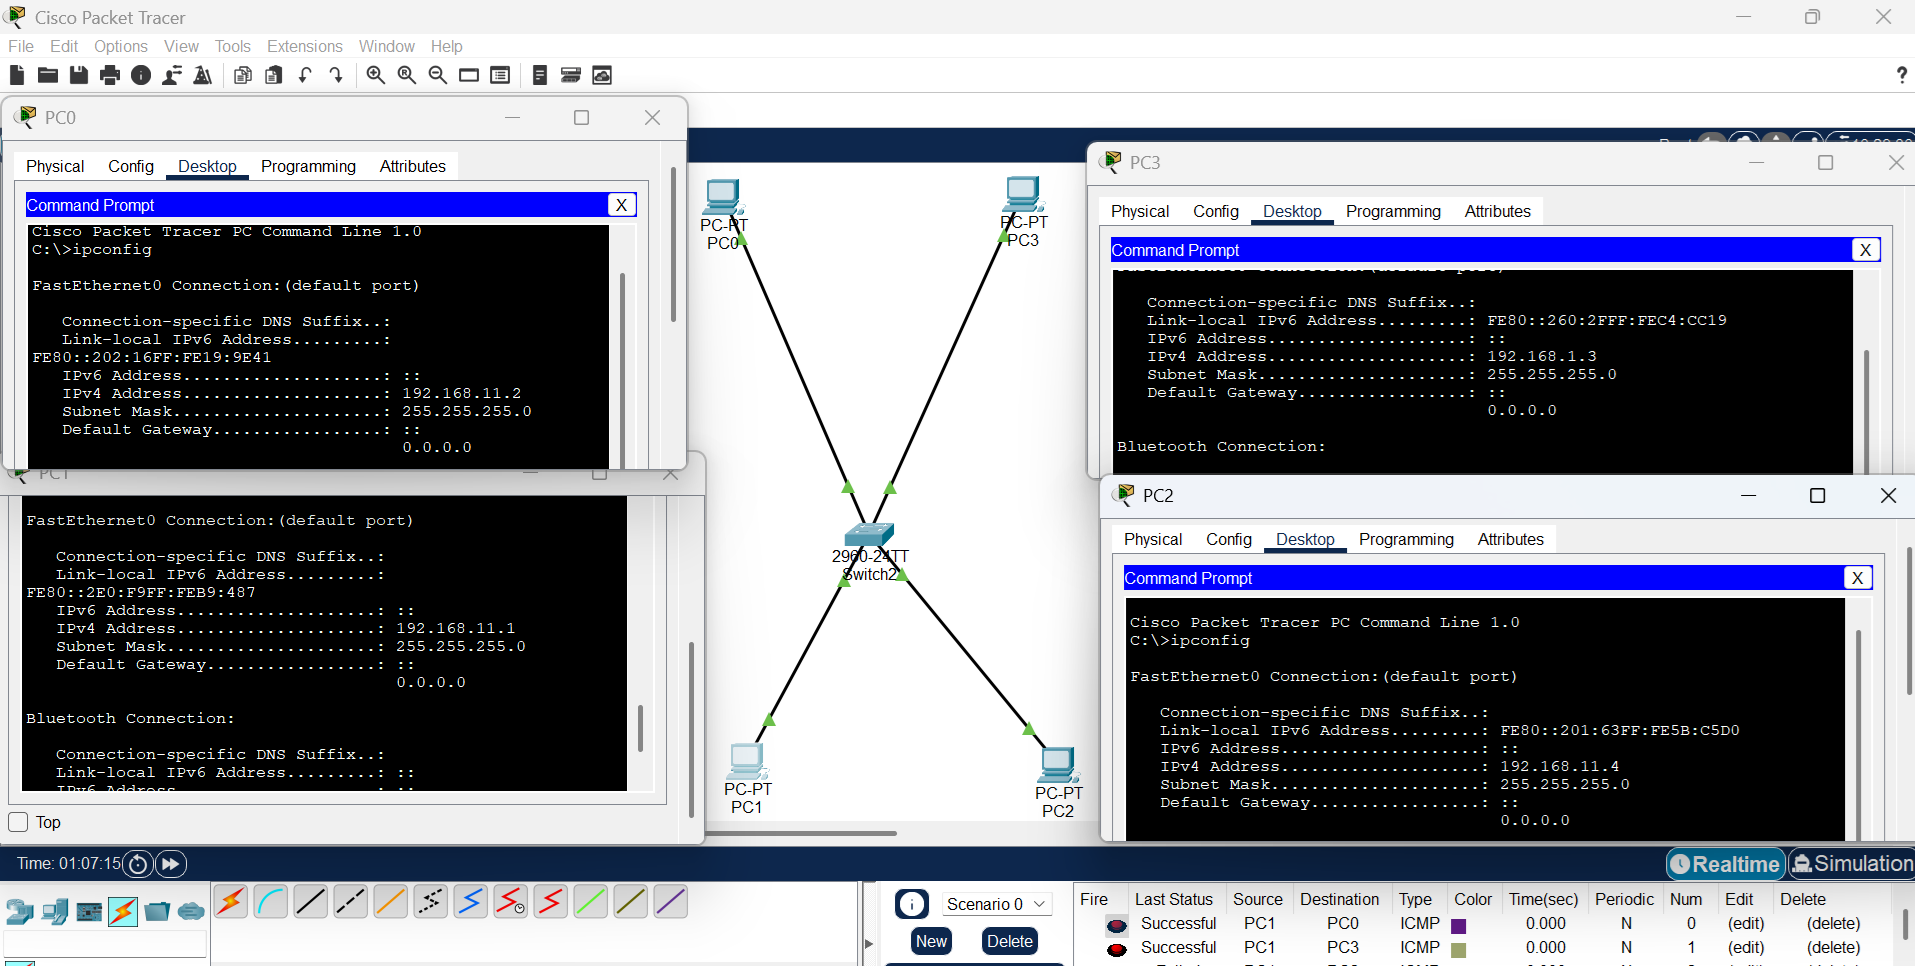 Cisco Packet Tracer
File Edit Options View Tools Extensions Window Help
?
PC0
Physical Config Desktop Programming Attributes
Command Prompt X
Cisco Packet Tracer PC Command Line 1.0
C:\>ipconfig
FastEthernet0 Connection:(default port)
Connection-specific DNS Suffix..:
Link-local IPv6 Address.........:
FE80::202:16FF:FE19:9E41
IPv6 Address....................: ::
IPv4 Address....................: 192.168.11.2
Subnet Mask.....................: 255.255.255.0
Default Gateway.................: ::
0.0.0.0
PC1
FastEthernet0 Connection:(default port)
Connection-specific DNS Suffix..:
Link-local IPv6 Address.........:
FE80::2E0:F9FF:FEB9:487
IPv6 Address....................: ::
IPv4 Address....................: 192.168.11.1
Subnet Mask.....................: 255.255.255.0
Default Gateway.................: ::
0.0.0.0
Bluetooth Connection:
Connection-specific DNS Suffix..:
Link-local IPv6 Address.........: ::
IPv6 Address....................: ::
Top
PC-PT
PC0
PC-PT
PC3
2960-24TT
Switch2
PC-PT
PC1
PC-PT
PC2
PC3
Physical Config Desktop Programming Attributes
Command Prompt X
FastEthernet0 Connection:(default port)
Connection-specific DNS Suffix..:
Link-local IPv6 Address.........: FE80::260:2FFF:FEC4:CC19
IPv6 Address....................: ::
IPv4 Address....................: 192.168.1.3
Subnet Mask.....................: 255.255.255.0
Default Gateway.................: ::
0.0.0.0
Bluetooth Connection:
PC2
Physical Config Desktop Programming Attributes
Command Prompt X
Cisco Packet Tracer PC Command Line 1.0
C:\>ipconfig
FastEthernet0 Connection:(default port)
Connection-specific DNS Suffix..:
Link-local IPv6 Address.........: FE80::201:63FF:FE5B:C5D0
IPv6 Address....................: ::
IPv4 Address....................: 192.168.11.4
Subnet Mask.....................: 255.255.255.0
Default Gateway.................: ::
0.0.0.0
Time: 01:07:15
Realtime Simulation
Scenario 0
New Delete
Fire Last Status Source Destination Type Color Time(sec) Periodic Num Edit Delete
Successful PC1 PC0 ICMP 0.000 N 0 (edit) (delete)
Successful PC1 PC3 ICMP 0.000 N 1 (edit) (delete)